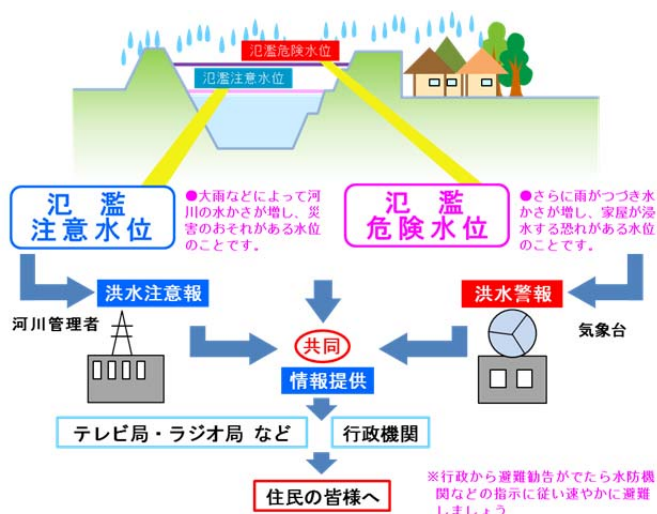 氾濫危険水位
氾濫注意水位
氾濫
注意水位
●大雨などによって河
川の水かさが増し、災
害のおそれがある水位
のことです。
氾濫
危険水位
●さらに雨がつづき水
かさが増し、家屋が浸
水する恐れがある水位
のことです。
洪水注意報
洪水警報
河川管理者
気象台
共同
情報提供
テレビ局・ラジオ局 など
行政機関
住民の皆様へ
※行政から避難勧告がでたら水防機
関などの指示に従い速やかに避難
しましょう